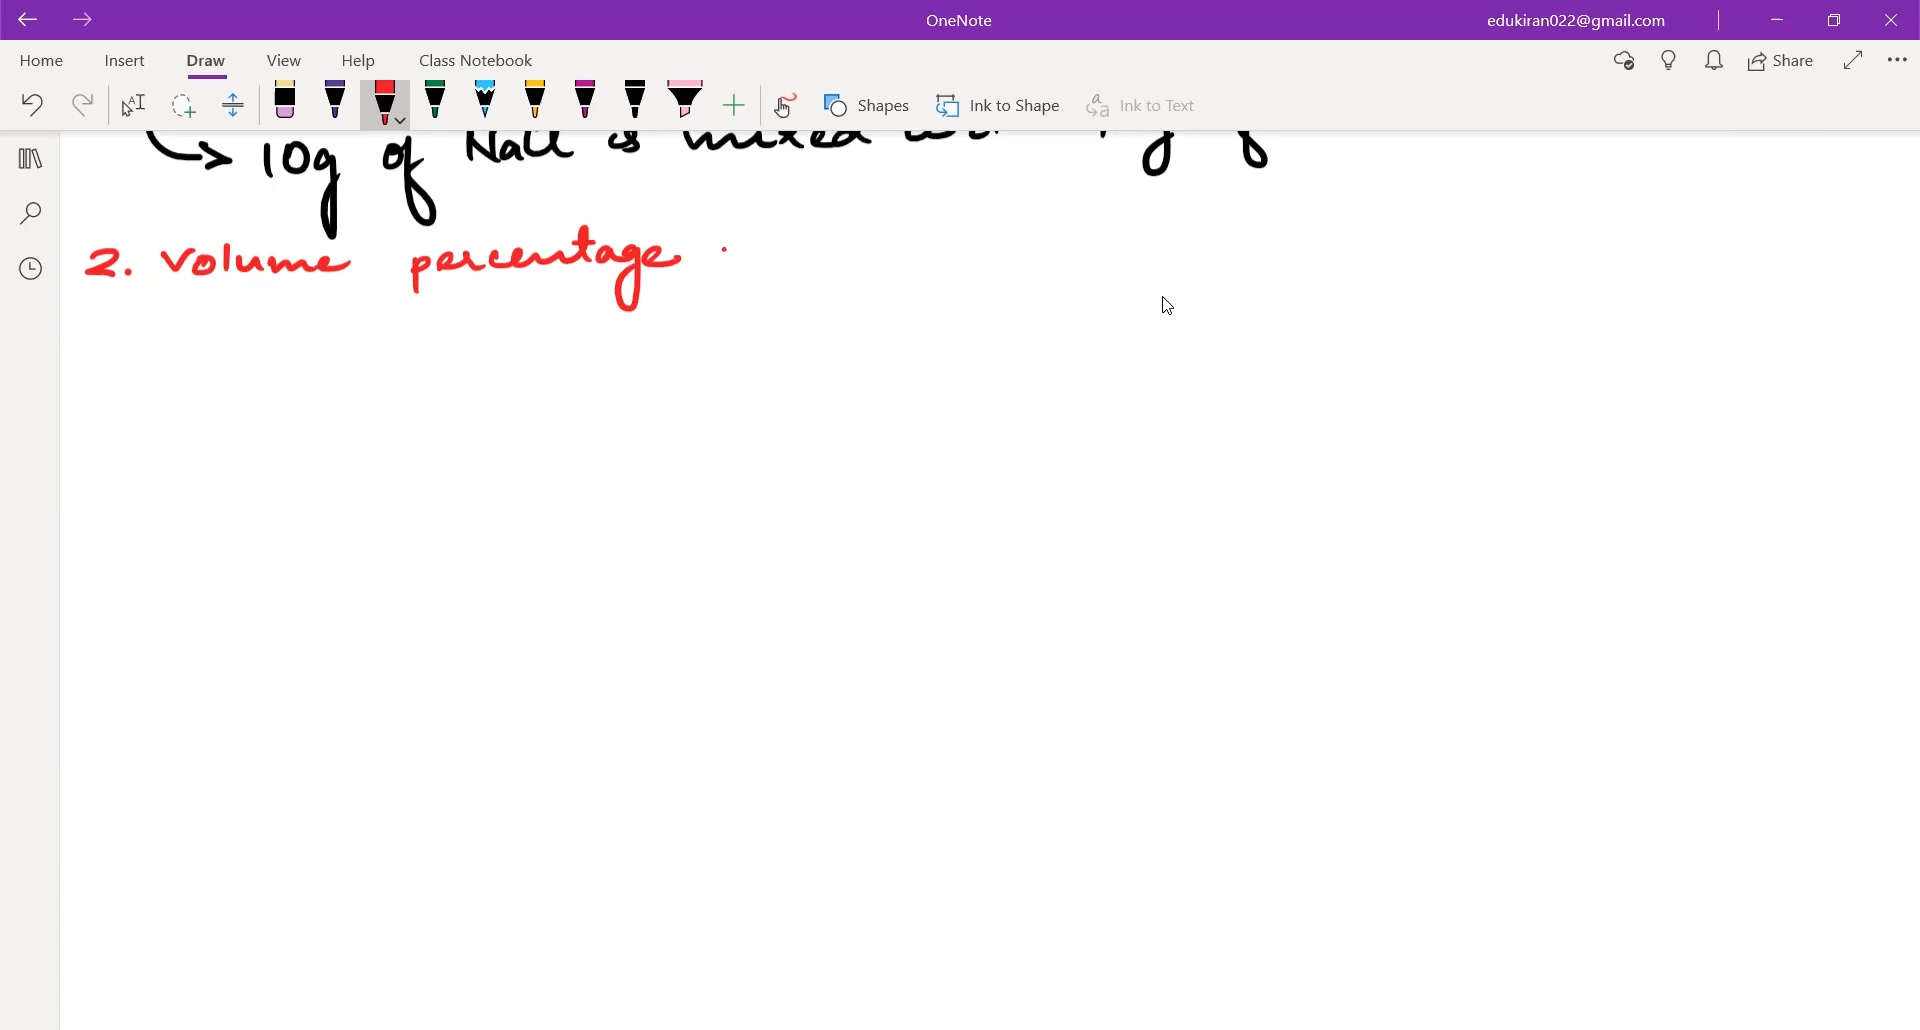 OneNote
edukiran022@gmail.com
Home Insert Draw View Help Class Notebook
Share
Shapes Ink to Shape Ink to Text
10g of NaCl is mixed
2. volume percentage :